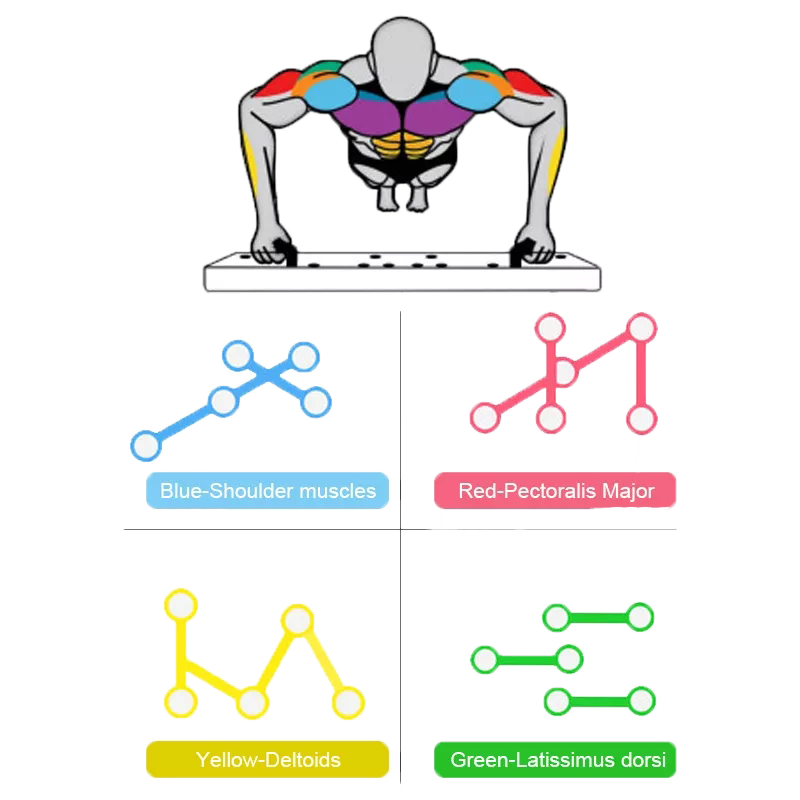 Blue-Shoulder muscles
Red-Pectoralis Major
Yellow-Deltoids
Green-Latissimus dorsi